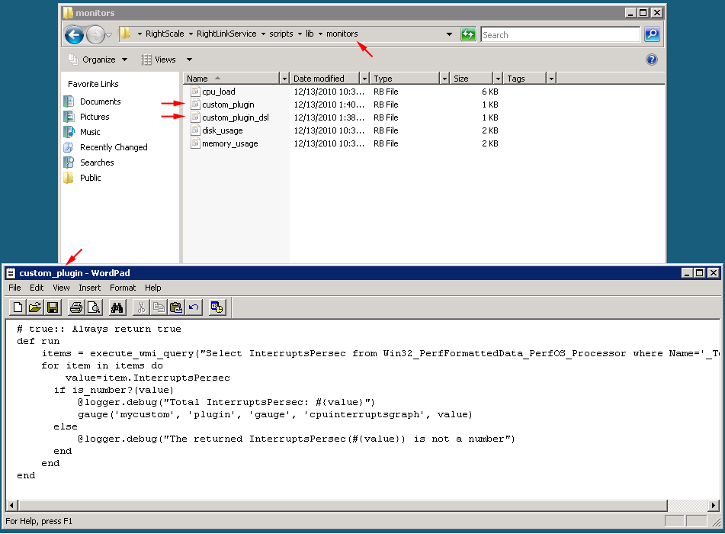 monitors
RightScale RightLinkService scripts lib monitors
Search
Organize Views
Favorite Links
Documents
Pictures
Music
Recently Changed
Searches
Public
Name Date modified Type Size Tags
cpu_load 12/13/2010 10:3... RB File 6 KB
custom_plugin 12/13/2010 1:40... RB File 1 KB
custom_plugin_dsl 12/13/2010 1:38... RB File 1 KB
disk_usage 12/13/2010 10:3... RB File 2 KB
memory_usage 12/13/2010 10:3... RB File 2 KB
custom_plugin - WordPad
File Edit View Insert Format Help
# true:: Always return true
def run
items = execute_wmi_query("Select InterruptsPersec from Win32_PerfFormattedData_PerfOS_Processor where Name='_To
for item in items do
value=item.InterruptsPersec
if is_number?(value)
@logger.debug("Total InterruptsPersec: #{value}")
gauge('mycustom', 'plugin', 'gauge', 'cpuinterruptsgraph', value)
else
@logger.debug("The returned InterruptsPersec(#{value}) is not a number")
end
end
end
For Help, press F1